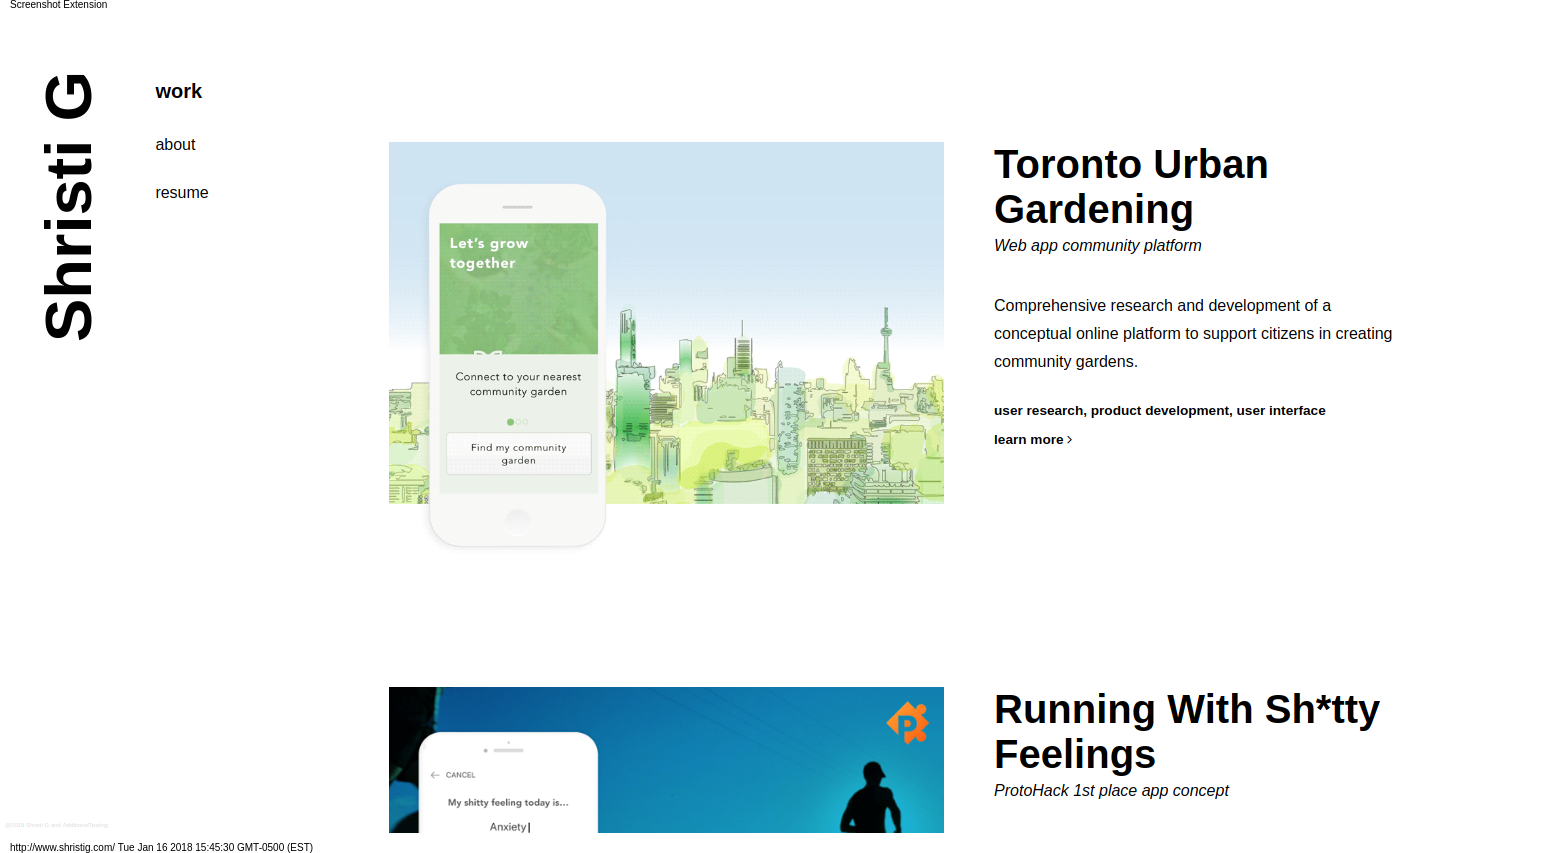 Screenshot Extension
Shristi G
work
about
resume
Let's grow
together
Connect to your nearest
community garden
Find my community
garden
Toronto Urban
Gardening
Web app community platform
Comprehensive research and development of a
conceptual online platform to support citizens in creating
community gardens.
user research, product development, user interface
learn more
P
CANCEL
My shitty feeling today is...
Anxiety
Running With Sh*tty
Feelings
ProtoHack 1st place app concept
http://www.shristig.com/ Tue Jan 16 2018 15:45:30 GMT-0500 (EST)